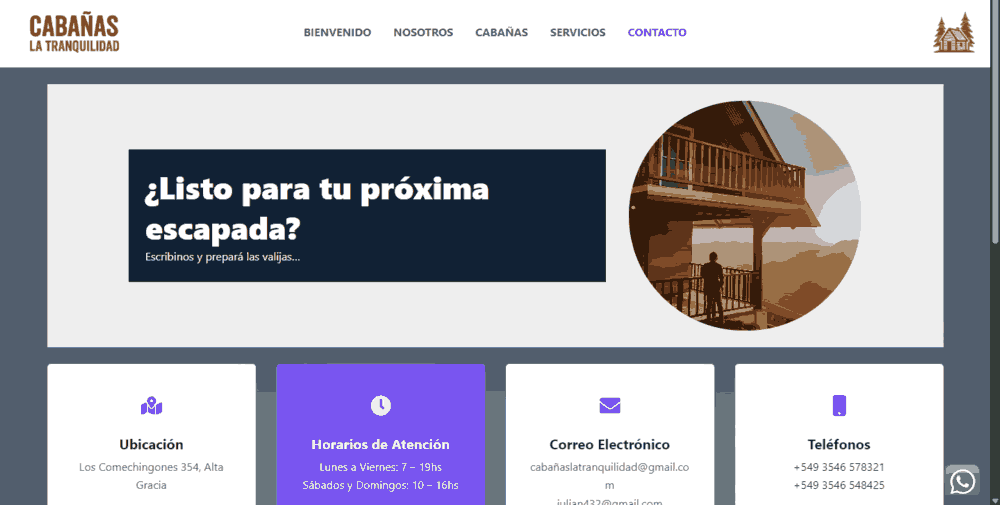 CABAÑAS
LA TRANQUILIDAD
BIENVENIDO NOSOTROS CABAÑAS SERVICIOS CONTACTO
¿Listo para tu próxima
escapada?
Escribinos y prepará las valijas...
Ubicación
Los Comechingones 354, Alta
Gracia
Horarios de Atención
Lunes a Viernes: 7 – 19hs
Sábados y Domingos: 10 – 16hs
Correo Electrónico
cabañaslatranquilidad@gmail.co
m
julian432@gmail.com
Teléfonos
+549 3546 578321
+549 3546 548425